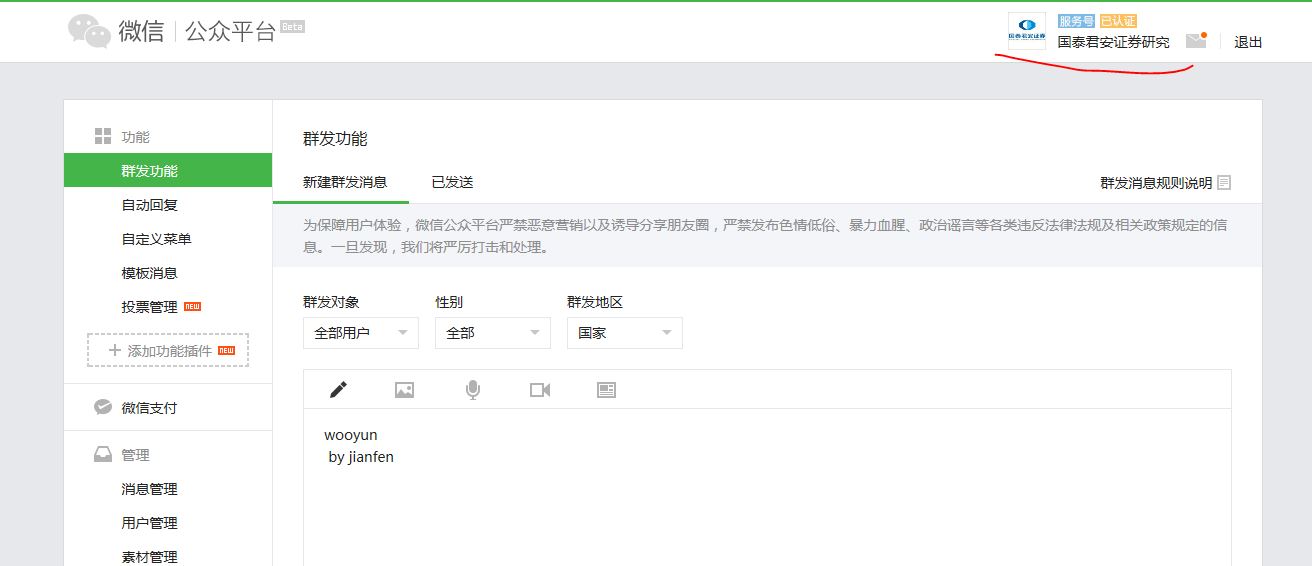 微信 公众平台 Beta
服务号 已认证
国泰君安证券
国泰君安证券研究 退出
功能
群发功能
自动回复
自定义菜单
模板消息
投票管理 NEW
添加功能插件 NEW
微信支付
管理
消息管理
用户管理
素材管理
群发功能
新建群发消息 已发送 群发消息规则说明
为保障用户体验，微信公众平台严禁恶意营销以及诱导分享朋友圈，严禁发布色情低俗、暴力血腥、政治谣言等各类违反法律法规及相关政策规定的信
息。一旦发现，我们将严厉打击和处理。
群发对象 性别 群发地区
全部用户 全部 国家
wooyun
by jianfen